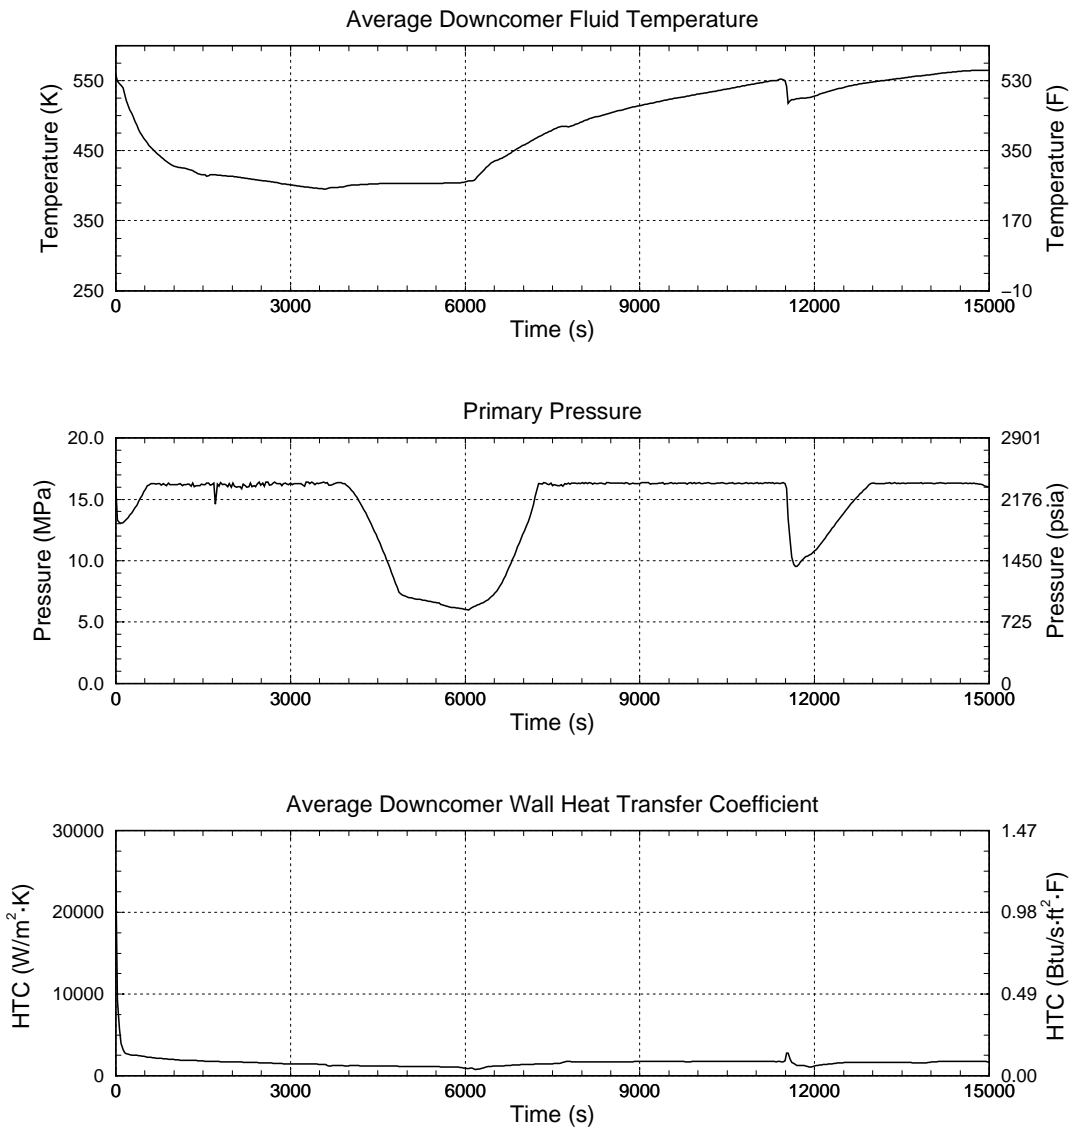 Average Downcomer Fluid Temperature
550
450
350
250
530
350
170
−10
Temperature (K)
Temperature (F)
0 3000 6000 9000 12000 15000
Time (s)
Primary Pressure
20.0
15.0
10.0
5.0
0.0
2901
2176
1450
725
0
Pressure (MPa)
Pressure (psia)
0 3000 6000 9000 12000 15000
Time (s)
Average Downcomer Wall Heat Transfer Coefficient
30000
20000
10000
0
1.47
0.98
0.49
0.00
HTC (W/m²·K)
HTC (Btu/s·ft²·F)
0 3000 6000 9000 12000 15000
Time (s)